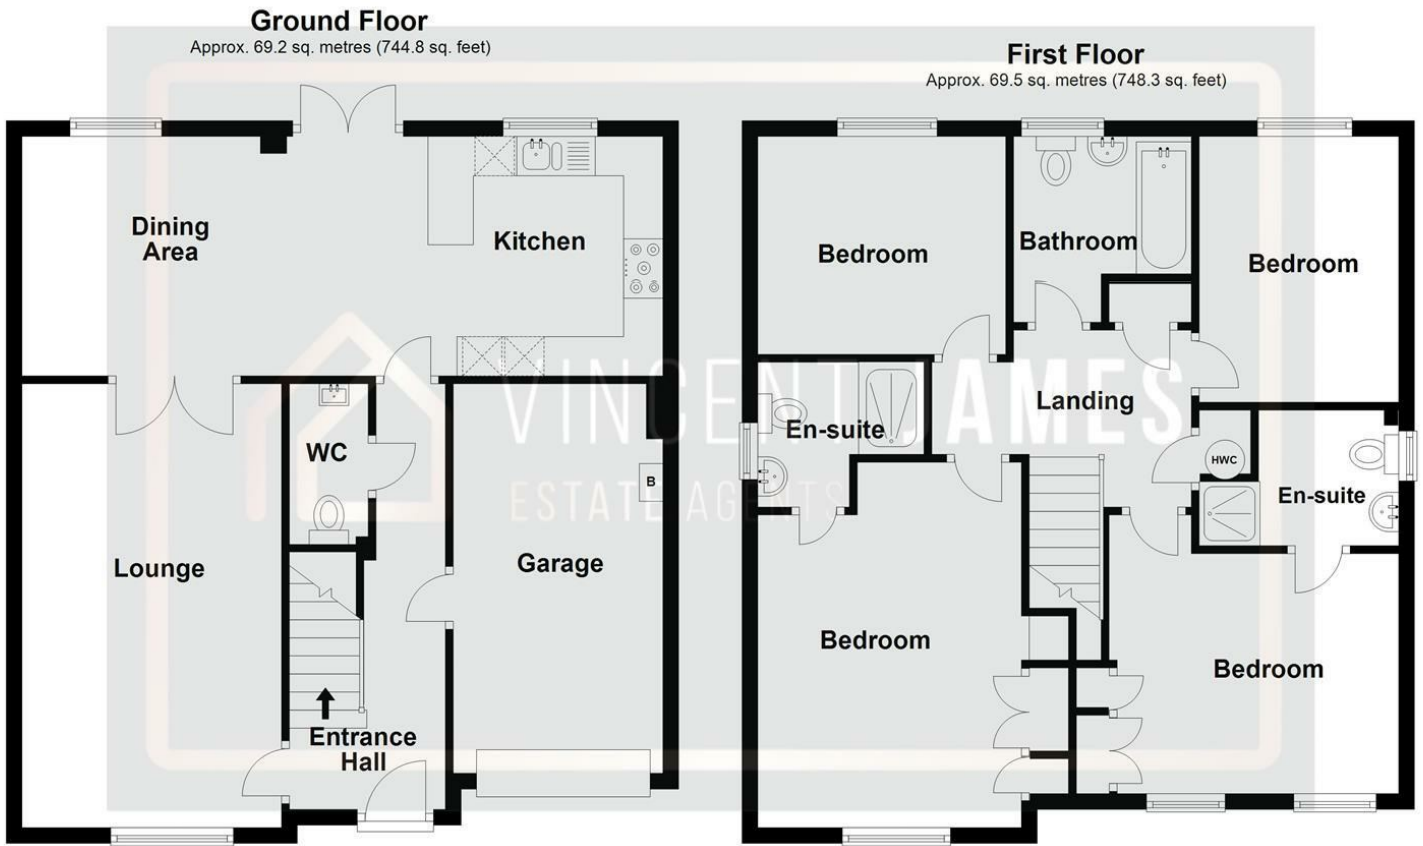 Ground Floor
Approx. 69.2 sq. metres (744.8 sq. feet)
First Floor
Approx. 69.5 sq. metres (748.3 sq. feet)
Dining
Area
Kitchen
WC
Lounge
Garage
B
Entrance
Hall
Bedroom
Bathroom
Bedroom
Landing
En-suite
HWC
En-suite
Bedroom
Bedroom
VINCENT JAMES
ESTATE AGENTS